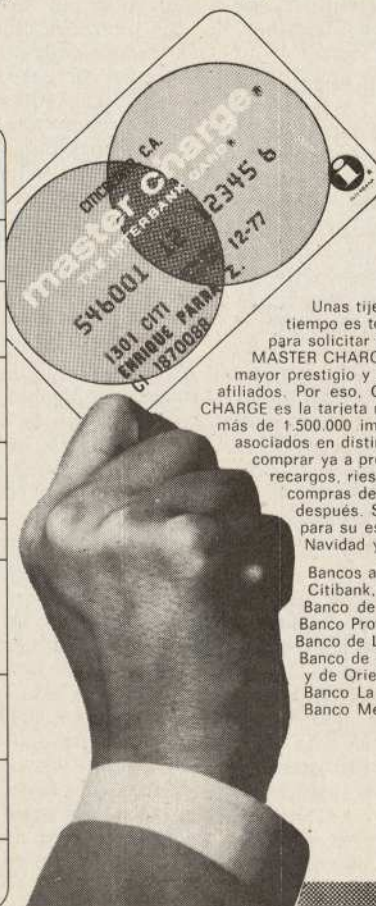 C.A.
master charge®
THE INTERBANK CARD®
546001 12 2345 6
12-77
1301 CITI
ENRIQUE PARRA Z.
CI 1870088
i
INTERBANK ®
Unas tije
tiempo es to
para solicitar
MASTER CHARG
mayor prestigio y
afiliados. Por eso, C
CHARGE es la tarjeta
más de 1.500.000 im
asociados en distin
comprar ya a pre
recargos, ries
compras de
después. S
para su es
Navidad y
Bancos a
Citibank,
Banco de
Banco Pro
Banco de L
Banco de
y de Orie
Banco La
Banco Me